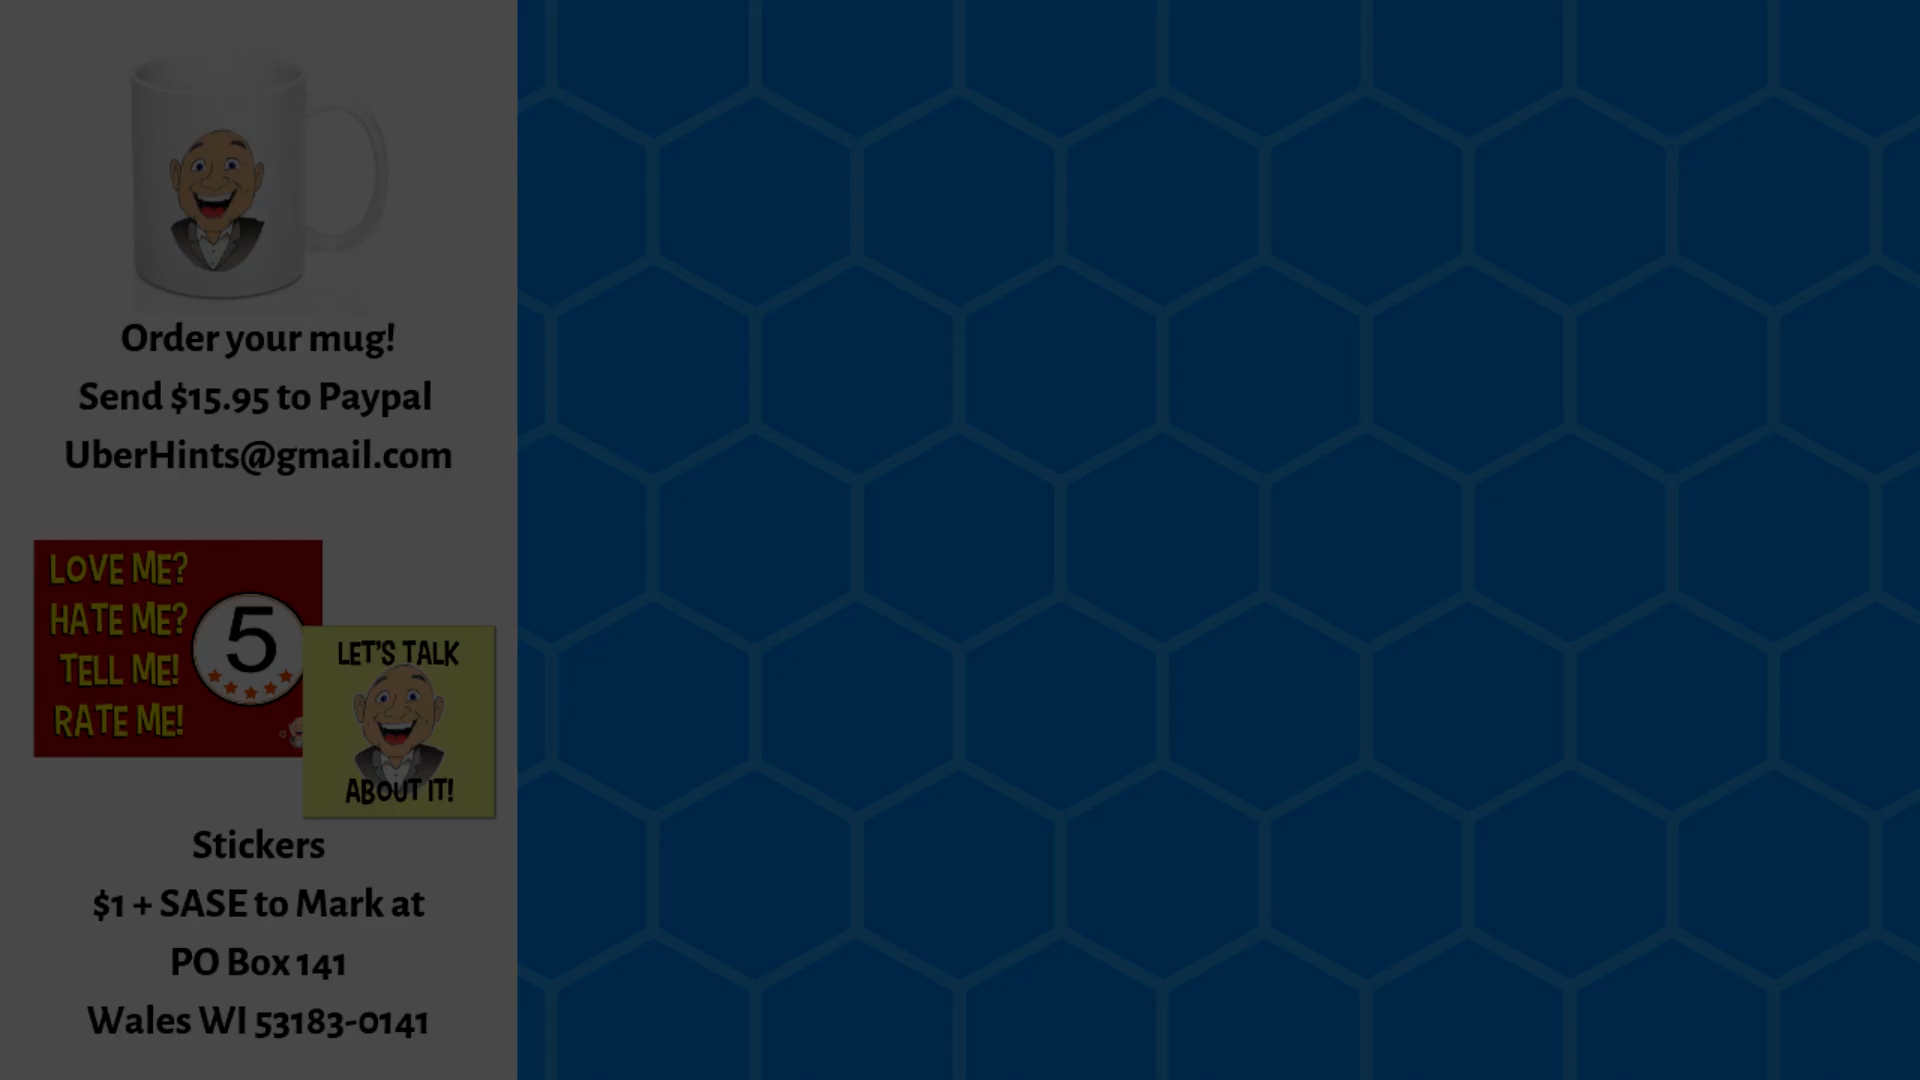 Order your mug!
Send $15.95 to Paypal
UberHints@gmail.com
LOVE ME?
HATE ME?
TELL ME!
RATE ME!
5
LET'S TALK
ABOUT IT!
Stickers
$1 + SASE to Mark at
PO Box 141
Wales WI 53183-0141